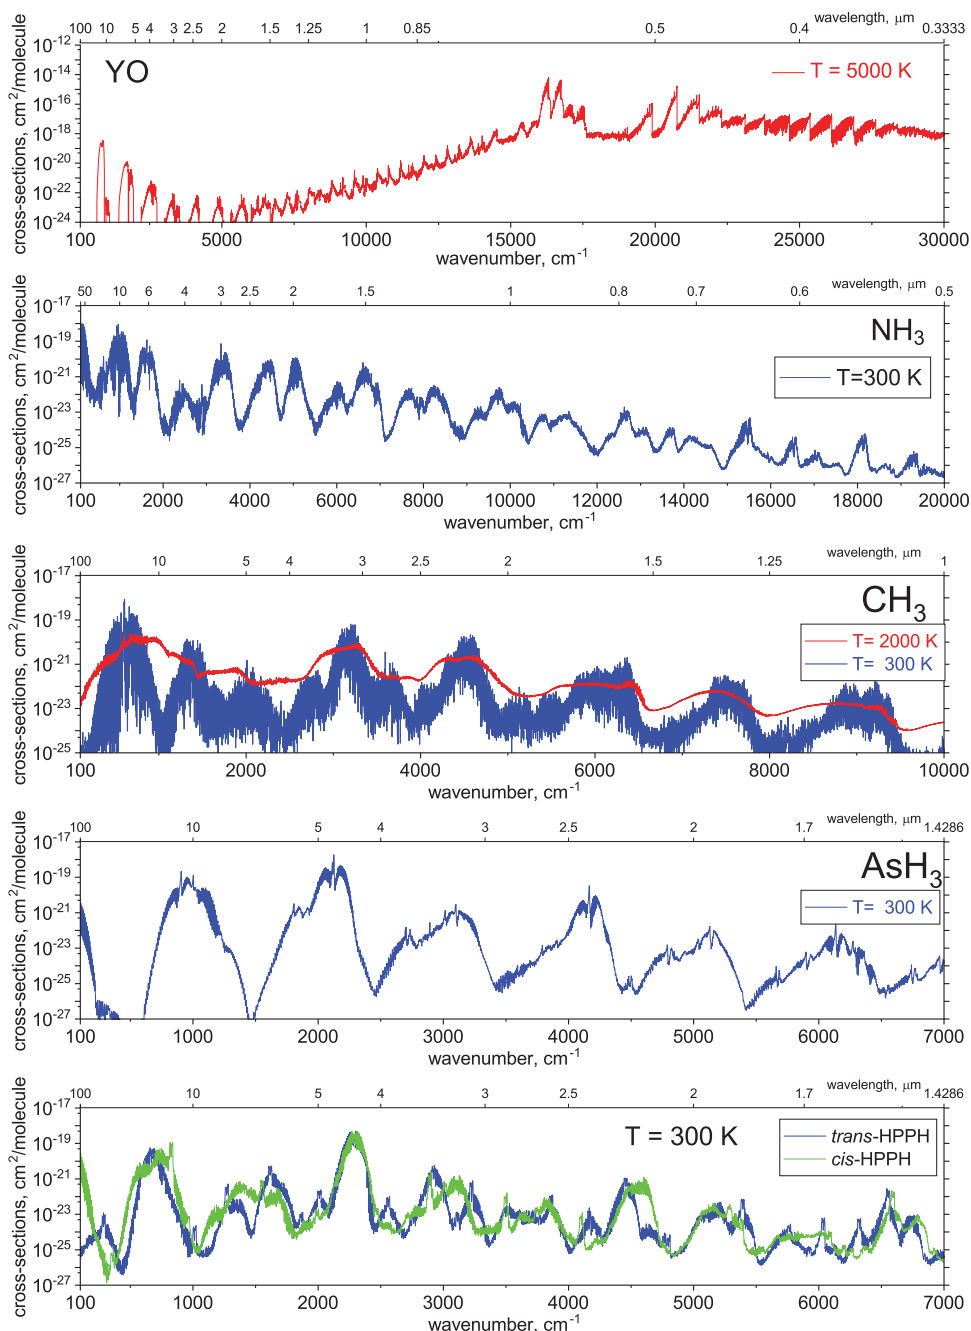 100 10 5 4 3 2.5 2 1.5 1.25 1 0.85 wavelength, μm 0.5 0.4 0.3333
cross-sections, cm²/molecule
10⁻¹²
10⁻¹⁴
10⁻¹⁶
10⁻¹⁸
10⁻²⁰
10⁻²²
10⁻²⁴
YO
T = 5000 K
100 5000 10000 15000 20000 25000 30000
wavenumber, cm⁻¹
50 10 6 4 3 2.5 2 1.5 1 0.8 0.7 wavelength, μm 0.6 0.5
cross-sections, cm²/molecule
10⁻¹⁷
10⁻¹⁹
10⁻²¹
10⁻²³
10⁻²⁵
10⁻²⁷
NH₃
T=300 K
100 2000 4000 6000 8000 10000 12000 14000 16000 18000 20000
wavenumber, cm⁻¹
100 10 5 4 3 2.5 2 1.5 1.25 wavelength, μm 1
cross-sections, cm²/molecule
10⁻¹⁷
10⁻¹⁹
10⁻²¹
10⁻²³
10⁻²⁵
CH₃
T= 2000 K
T= 300 K
100 2000 4000 6000 8000 10000
wavenumber, cm⁻¹
100 10 5 4 3 2.5 2 1.7 wavelength, μm 1.4286
cross-sections, cm²/molecule
10⁻¹⁷
10⁻¹⁹
10⁻²¹
10⁻²³
10⁻²⁵
10⁻²⁷
AsH₃
T= 300 K
100 1000 2000 3000 4000 5000 6000 7000
wavenumber, cm⁻¹
100 10 5 4 3 2.5 2 1.7 wavelength, μm 1.4286
cross-sections, cm²/molecule
10⁻¹⁷
10⁻¹⁹
10⁻²¹
10⁻²³
10⁻²⁵
10⁻²⁷
T = 300 K
trans-HPPH
cis-HPPH
100 1000 2000 3000 4000 5000 6000 7000
wavenumber, cm⁻¹